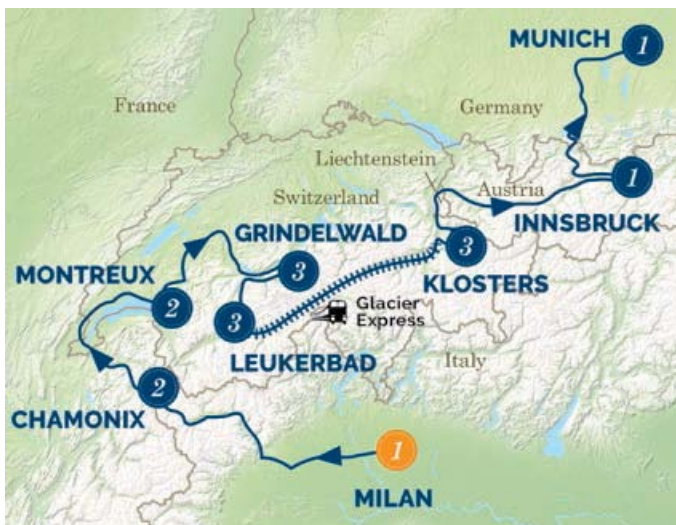 MUNICH
1
France
Germany
Liechtenstein
Switzerland
Austria
1
INNSBRUCK
GRINDELWALD
3
3
KLOSTERS
MONTREUX
2
3
Glacier
Express
LEUKERBAD
Italy
2
CHAMONIX
1
MILAN